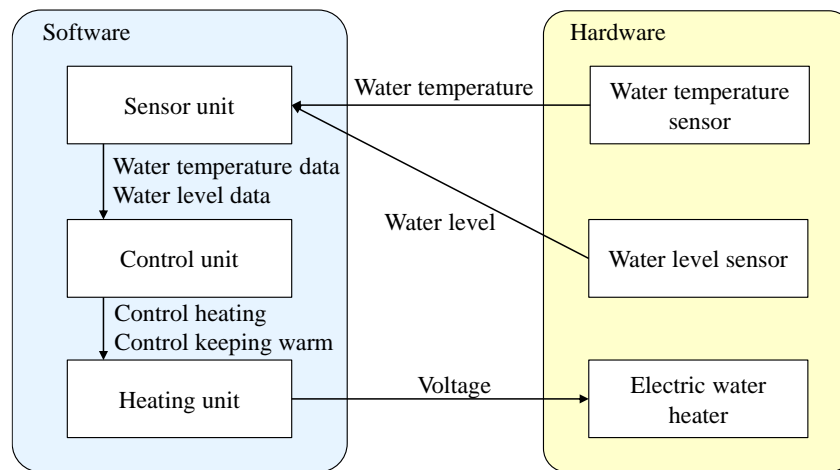 Software
Hardware
Sensor unit
Water temperature
Water temperature
sensor
Water temperature data
Water level data
Water level
Control unit
Water level sensor
Control heating
Control keeping warm
Heating unit
Voltage
Electric water
heater